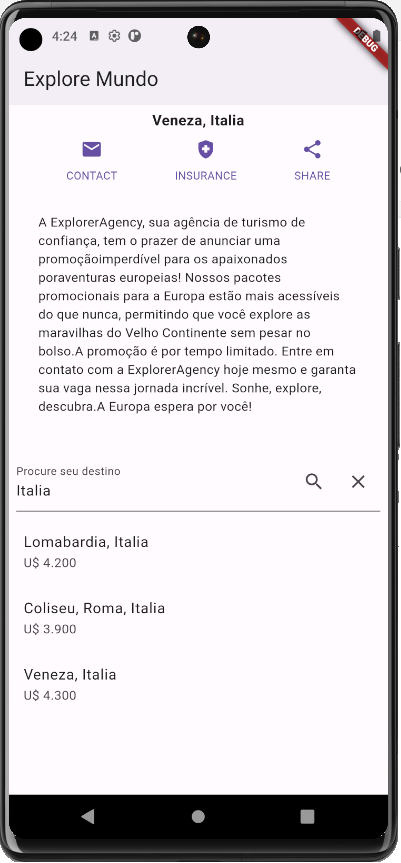 4:24
DEBUG
Explore Mundo
Veneza, Italia
CONTACT INSURANCE SHARE
A ExplorerAgency, sua agência de turismo de
confiança, tem o prazer de anunciar uma
promoçãoimperdível para os apaixonados
poraventuras europeias! Nossos pacotes
promocionais para a Europa estão mais acessíveis
do que nunca, permitindo que você explore as
maravilhas do Velho Continente sem pesar no
bolso.A promoção é por tempo limitado. Entre em
contato com a ExplorerAgency hoje mesmo e garanta
sua vaga nessa jornada incrível. Sonhe, explore,
descubra.A Europa espera por você!
Procure seu destino
Italia
Lomabardia, Italia
U$ 4.200
Coliseu, Roma, Italia
U$ 3.900
Veneza, Italia
U$ 4.300